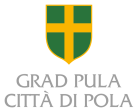 GRAD PULA
CITTÀ DI POLA